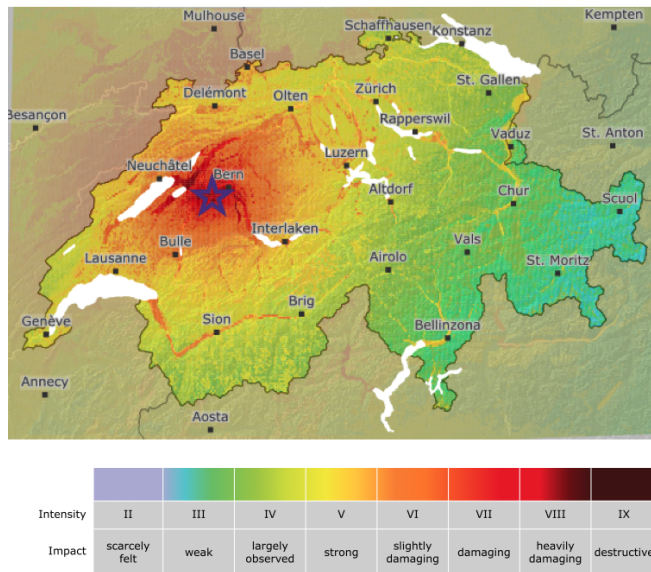 Mulhouse
Schaffhausen
Konstanz
Kempten
Basel
Delémont
Olten
Zürich
St. Gallen
Besançon
Rapperswil
Vaduz
St. Anton
Neuchâtel
Bern
Luzern
Altdorf
Chur
Scuol
Interlaken
Bulle
Lausanne
Airolo
Vals
St. Moritz
Genève
Sion
Brig
Bellinzona
Annecy
Aosta
Intensity II III IV V VI VII VIII IX
Impact scarcely felt weak largely observed strong slightly damaging damaging heavily damaging destructive